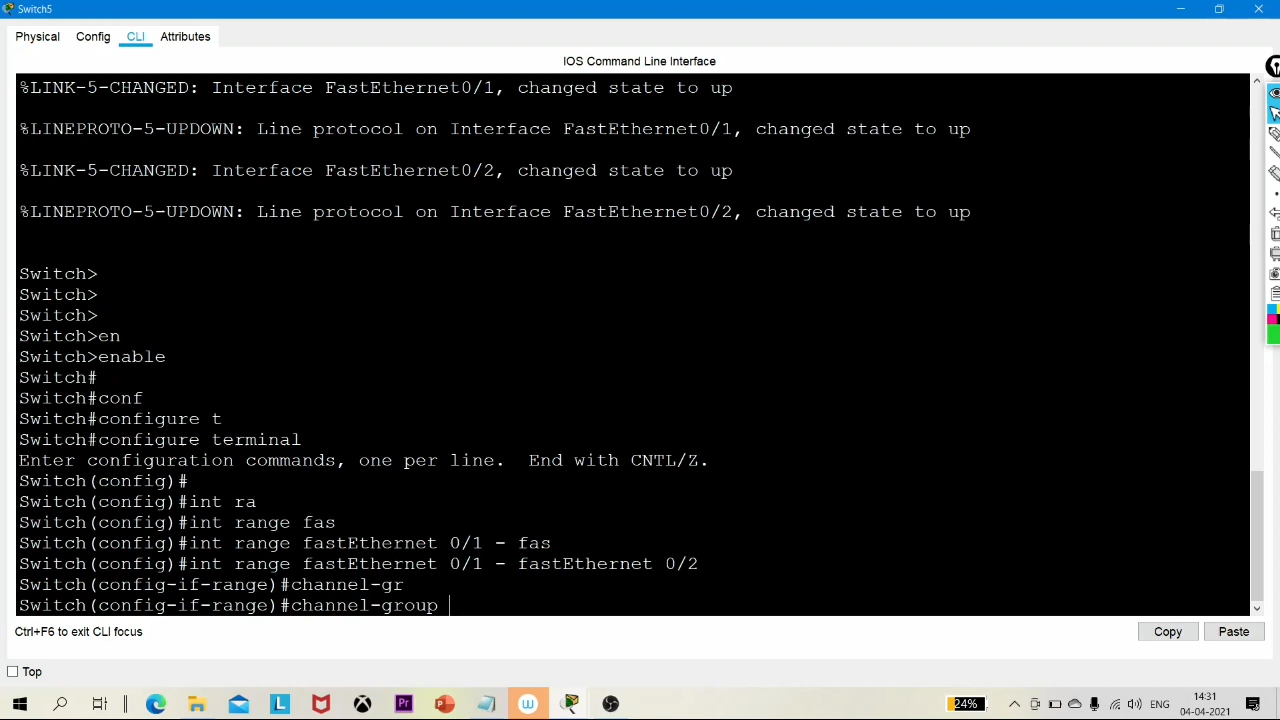 Switch5
Physical Config CLI Attributes
IOS Command Line Interface
%LINK-5-CHANGED: Interface FastEthernet0/1, changed state to up
%LINEPROTO-5-UPDOWN: Line protocol on Interface FastEthernet0/1, changed state to up
%LINK-5-CHANGED: Interface FastEthernet0/2, changed state to up
%LINEPROTO-5-UPDOWN: Line protocol on Interface FastEthernet0/2, changed state to up
Switch>
Switch>
Switch>
Switch>en
Switch>enable
Switch#
Switch#conf
Switch#configure t
Switch#configure terminal
Enter configuration commands, one per line.  End with CNTL/Z.
Switch(config)#
Switch(config)#int ra
Switch(config)#int range fas
Switch(config)#int range fastEthernet 0/1 - fas
Switch(config)#int range fastEthernet 0/1 - fastEthernet 0/2
Switch(config-if-range)#channel-gr
Switch(config-if-range)#channel-group
Ctrl+F6 to exit CLI focus
Copy Paste
Top
L Pr P W 24% ENG 14:31
04-04-2021